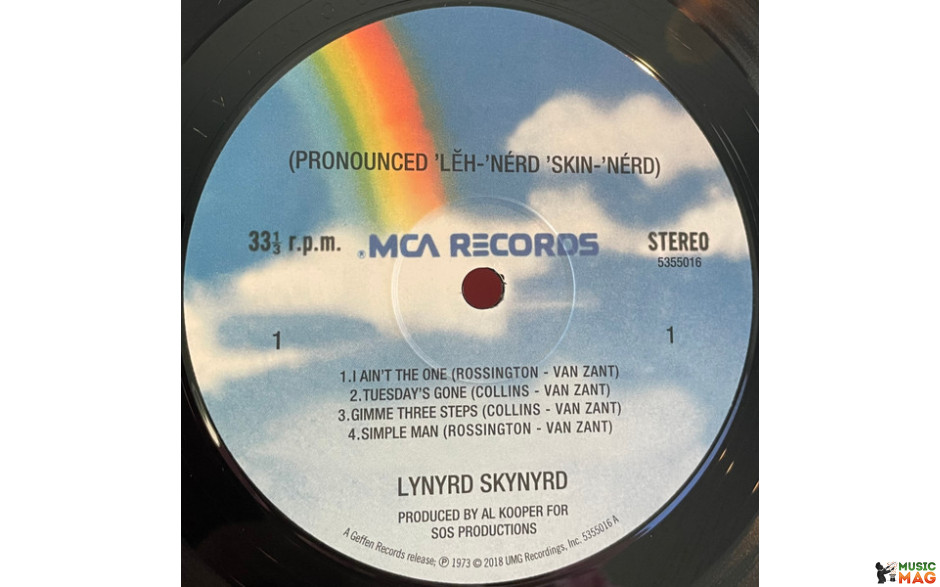 (PRONOUNCED 'LĔH-'NÉRD 'SKIN-'NÉRD)
33⅓ r.p.m.
®MCA RECORDS
STEREO
5355016
1
1
1.I AIN'T THE ONE (ROSSINGTON - VAN ZANT)
2.TUESDAY'S GONE (COLLINS - VAN ZANT)
3.GIMME THREE STEPS (COLLINS - VAN ZANT)
4.SIMPLE MAN (ROSSINGTON - VAN ZANT)
LYNYRD SKYNYRD
PRODUCED BY AL KOOPER FOR
SOS PRODUCTIONS
A Geffen Records release; ℗ 1973 © 2018 UMG Recordings, Inc. 5355016 A
MUSIC
MAG